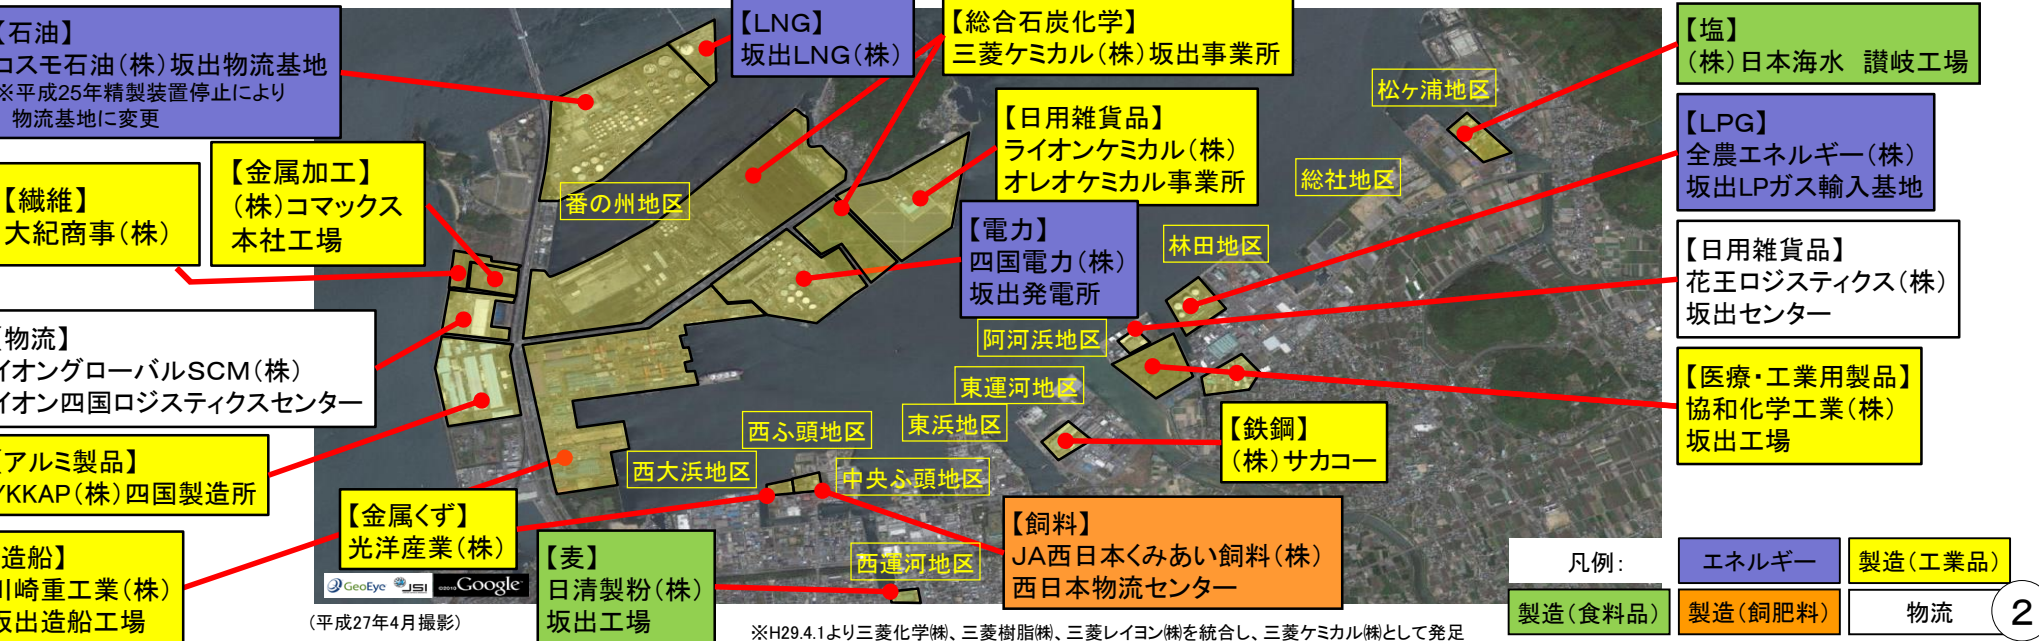 【石油】
コスモ石油(株)坂出物流基地
※平成25年精製装置停止により
物流基地に変更
【LNG】
坂出LNG(株)
【総合石炭化学】
三菱ケミカル(株)坂出事業所
【塩】
(株)日本海水 讃岐工場
松ヶ浦地区
【LPG】
全農エネルギー(株)
坂出LPガス輸入基地
【日用雑貨品】
ライオンケミカル(株)
オレオケミカル事業所
総社地区
【繊維】
大紀商事(株)
【金属加工】
(株)コマックス
本社工場
番の州地区
【電力】
四国電力(株)
坂出発電所
林田地区
【日用雑貨品】
花王ロジスティクス(株)
坂出センター
【物流】
イオングローバルSCM(株)
イオン四国ロジスティクスセンター
阿河浜地区
東運河地区
【医療・工業用製品】
協和化学工業(株)
坂出工場
東浜地区
西ふ頭地区
【鉄鋼】
(株)サカコー
【アルミ製品】
YKKAP(株)四国製造所
西大浜地区
中央ふ頭地区
【金属くず】
光洋産業(株)
【飼料】
JA西日本くみあい飼料(株)
西日本物流センター
【造船】
川崎重工業(株)
坂出造船工場
【麦】
日清製粉(株)
坂出工場
西運河地区
GeoEye JSI ©2010 Google
(平成27年4月撮影)
※H29.4.1より三菱化学㈱、三菱樹脂㈱、三菱レイヨン㈱を統合し、三菱ケミカル㈱として発足
凡例:
エネルギー
製造(工業品)
製造(食料品)
製造(飼肥料)
物流
2